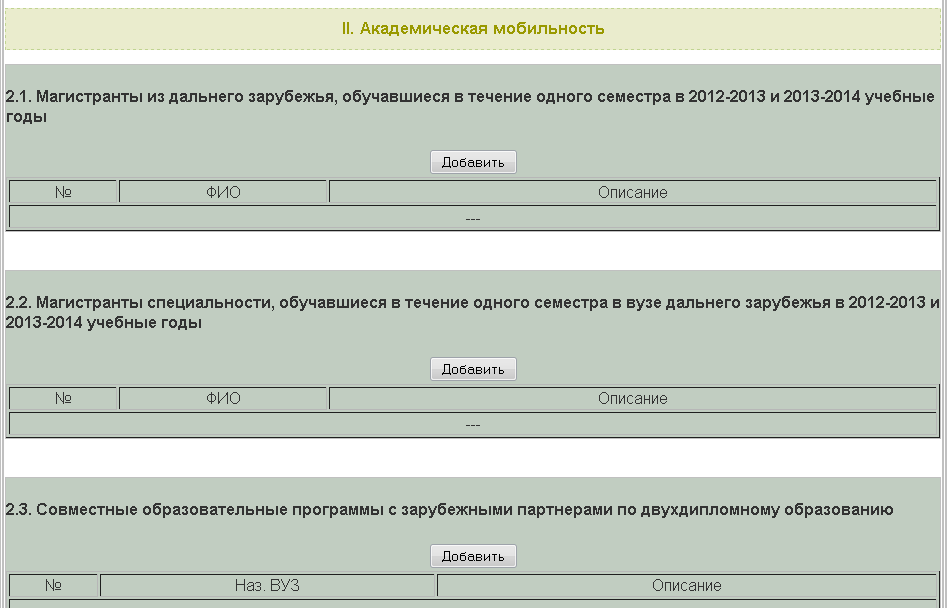 II. Академическая мобильность
2.1. Магистранты из дальнего зарубежья, обучавшиеся в течение одного семестра в 2012-2013 и 2013-2014 учебные
годы
Добавить
№ ФИО Описание
---
2.2. Магистранты специальности, обучавшиеся в течение одного семестра в вузе дальнего зарубежья в 2012-2013 и
2013-2014 учебные годы
Добавить
№ ФИО Описание
---
2.3. Совместные образовательные программы с зарубежными партнерами по двухдипломному образованию
Добавить
№ Наз. ВУЗ Описание